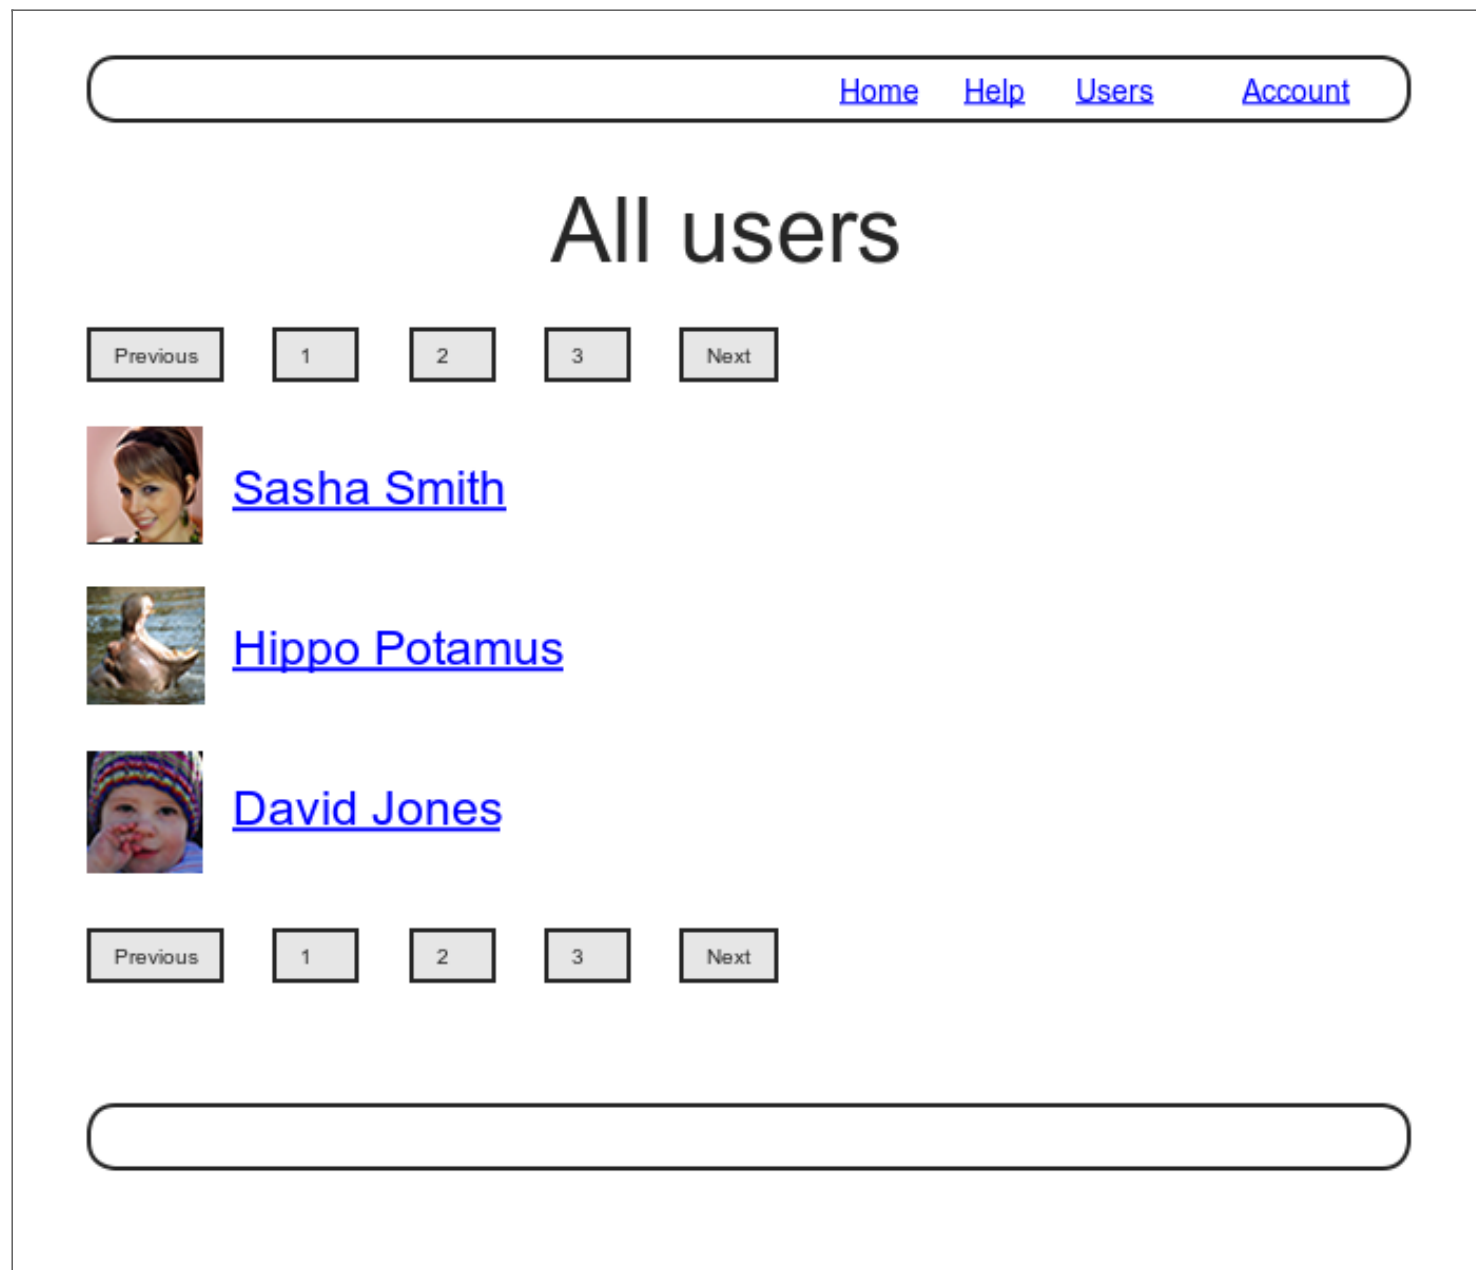 Home Help Users Account
All users
Previous 1 2 3 Next
Sasha Smith
Hippo Potamus
David Jones
Previous 1 2 3 Next